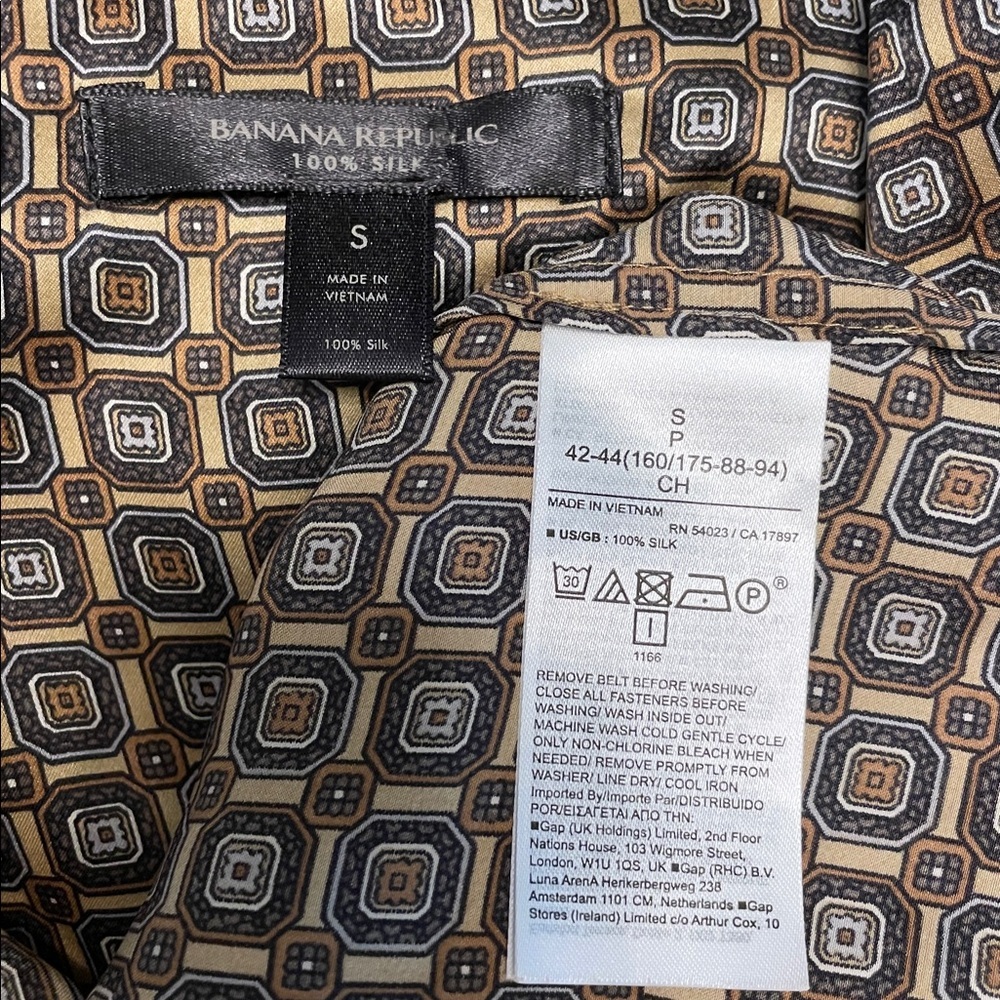 BANANA REPUBLIC
100% SILK
S
MADE IN
VIETNAM
100% Silk
S
P
42-44(160/175-88-94)
CH
MADE IN VIETNAM
RN 54023 / CA 17897
■ US/GB : 100% SILK
30
P ®
1166
REMOVE BELT BEFORE WASHING/
CLOSE ALL FASTENERS BEFORE
WASHING/ WASH INSIDE OUT/
MACHINE WASH COLD GENTLE CYCLE/
ONLY NON-CHLORINE BLEACH WHEN
NEEDED/ REMOVE PROMPTLY FROM
WASHER/ LINE DRY/ COOL IRON
Imported By/Importe Par/DISTRIBUIDO
POR/ΕΙΣΑΓΕΤΑΙ ΑΠΟ ΤΗΝ:
■Gap (UK Holdings) Limited, 2nd Floor
Nations House, 103 Wigmore Street,
London, W1U 1QS, UK ■Gap (RHC) B.V.
Luna ArenA Herikerbergweg 238
Amsterdam 1101 CM, Netherlands ■Gap
Stores (Ireland) Limited c/o Arthur Cox, 10